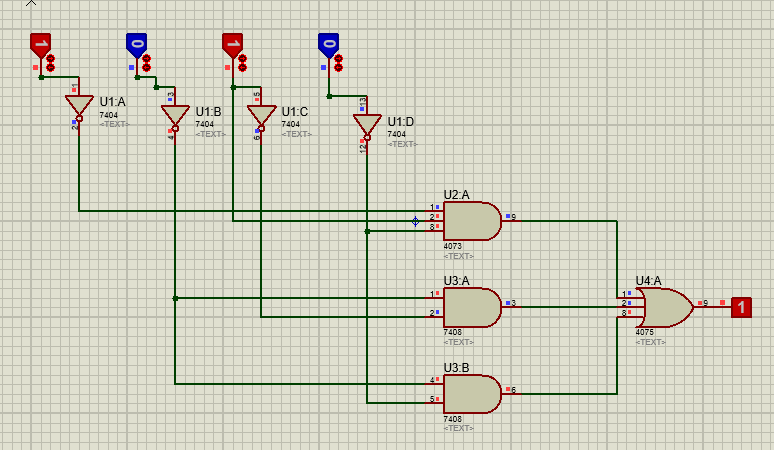 1 0 1 0
1 3 5 13
U1:A U1:B U1:C U1:D
7404 7404 7404 7404
<TEXT> <TEXT> <TEXT> <TEXT>
2 4 6 12
U2:A
1
2 9
8
4073
<TEXT>
U3:A
1
2 3
7408
<TEXT>
U4:A
1
2 9 1
8
4075
<TEXT>
U3:B
4
5 6
7408
<TEXT>